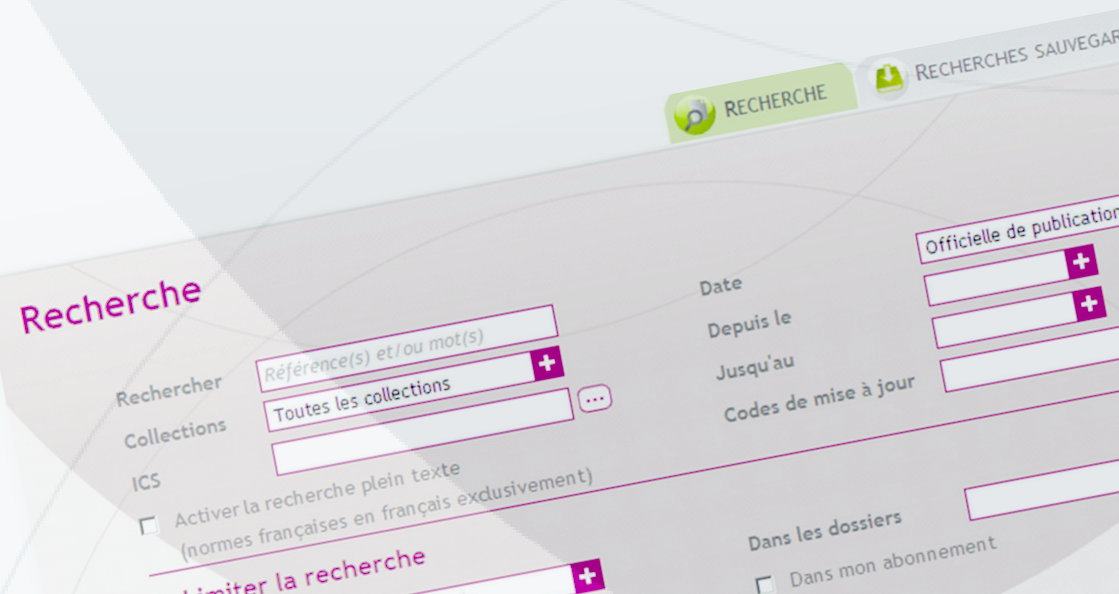 RECHERCHE
RECHERCHES
Recherche
Rechercher
Référence(s) et/ou mot(s)
Collections
Toutes les collections
ICS
...
Activer la recherche plein texte
(normes françaises en français exclusivement)
Date
Officielle de publication
Depuis le
Jusqu'au
Codes de mise à jour
Limiter la recherche
Dans les dossiers
Dans mon abonnement